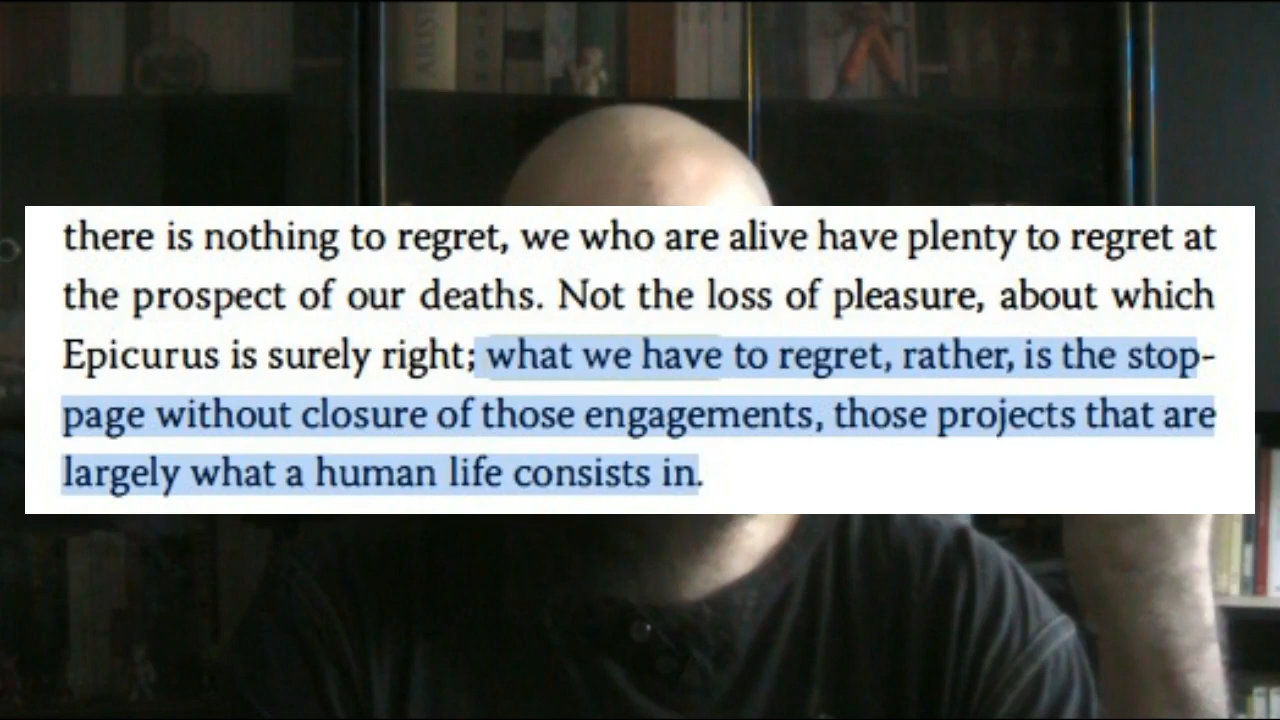 there is nothing to regret, we who are alive have plenty to regret at
the prospect of our deaths. Not the loss of pleasure, about which
Epicurus is surely right; what we have to regret, rather, is the stop-
page without closure of those engagements, those projects that are
largely what a human life consists in.